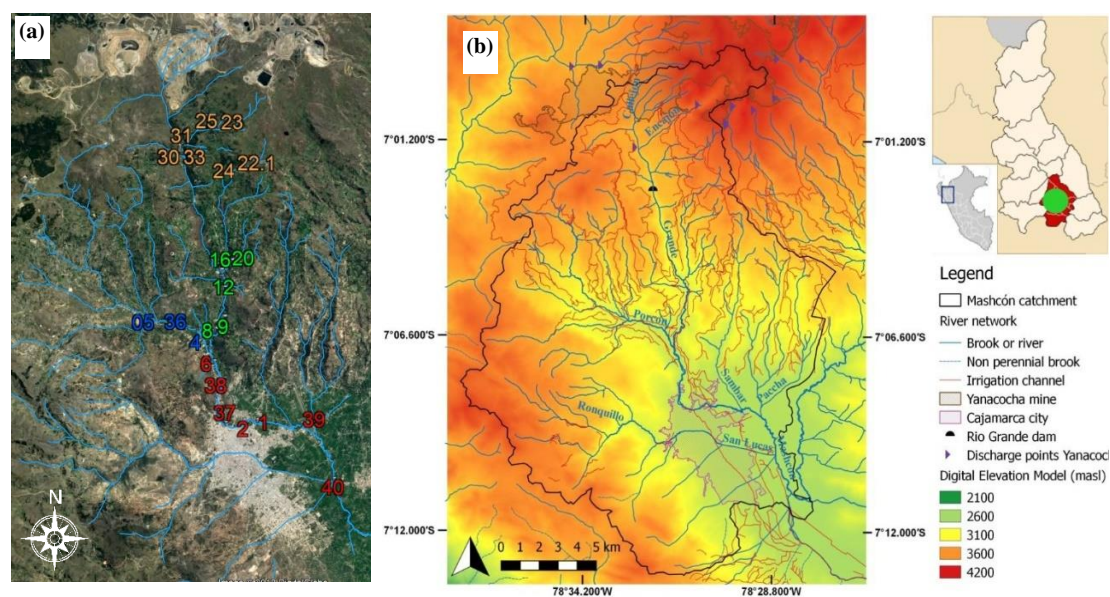 (a)
25 23
31
30 33
24
22.1
16 20
12
05 36
4
8
9
6
38
37
2
1
39
40
N
(b)
7°01.200'S
7°06.600'S
7°12.000'S
78°34.200'W
78°28.800'W
7°01.200'S
7°06.600'S
7°12.000'S
Encajon
Grande
Porcón
Ronquillo
Sambar
Paccha
San Lucas
0 1 2 3 4 5 km
Legend
Mashcón catchment
River network
Brook or river
Non perennial brook
Irrigation channel
Yanacocha mine
Cajamarca city
Rio Grande dam
Discharge points Yanacoch
Digital Elevation Model (masl)
2100
2600
3100
3600
4200